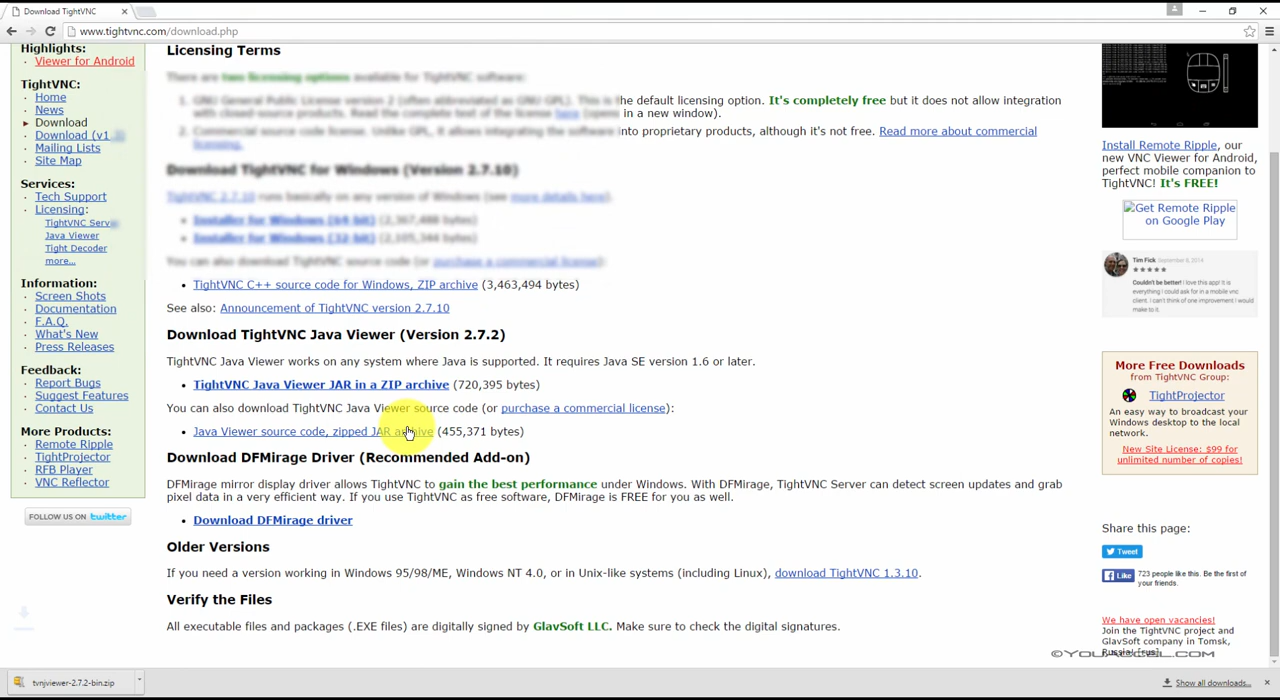 Download TightVNC
www.tightvnc.com/download.php
Highlights:
Viewer for Android
TightVNC:
Home
News
Download
Download (v1
Mailing Lists
Site Map
Services:
Tech Support
Licensing:
TightVNC Serv
Java Viewer
Tight Decoder
more...
Information:
Screen Shots
Documentation
F.A.Q.
What's New
Press Releases
Feedback:
Report Bugs
Suggest Features
Contact Us
More Products:
Remote Ripple
TightProjector
RFB Player
VNC Reflector
FOLLOW US ON twitter
Licensing Terms
There are two licensing options available for TightVNC software:
1. GNU General Public License version 2 (often abbreviated as GNU GPL). This is the default licensing option. It's completely free but it does not allow integration
with closed-source products. Read the complete text of the license here (opens in a new window).
2. Commercial source code license. Unlike GPL, it allows integrating the software into proprietary products, although it's not free. Read more about commercial
licensing.
Download TightVNC for Windows (Version 2.7.10)
TightVNC 2.7.10 runs basically on any version of Windows (see more details here).
Installer for Windows (64-bit) (2,367,488 bytes)
Installer for Windows (32-bit) (2,105,344 bytes)
You can also download TightVNC source code (or purchase a commercial license):
TightVNC C++ source code for Windows, ZIP archive (3,463,494 bytes)
See also: Announcement of TightVNC version 2.7.10
Download TightVNC Java Viewer (Version 2.7.2)
TightVNC Java Viewer works on any system where Java is supported. It requires Java SE version 1.6 or later.
TightVNC Java Viewer JAR in a ZIP archive (720,395 bytes)
You can also download TightVNC Java Viewer source code (or purchase a commercial license):
Java Viewer source code, zipped JAR archive (455,371 bytes)
Download DFMirage Driver (Recommended Add-on)
DFMirage mirror display driver allows TightVNC to gain the best performance under Windows. With DFMirage, TightVNC Server can detect screen updates and grab
pixel data in a very efficient way. If you use TightVNC as free software, DFMirage is FREE for you as well.
Download DFMirage driver
Older Versions
If you need a version working in Windows 95/98/ME, Windows NT 4.0, or in Unix-like systems (including Linux), download TightVNC 1.3.10.
Verify the Files
All executable files and packages (.EXE files) are digitally signed by GlavSoft LLC. Make sure to check the digital signatures.
Install Remote Ripple, our
new VNC Viewer for Android,
perfect mobile companion to
TightVNC! It's FREE!
Get Remote Ripple
on Google Play
Tim Fick September 6, 2014
Couldn't be better! I love this app! It is
everything I could ask for in a mobile vnc
client. I can't think of one improvement I would
make to it.
More Free Downloads
from TightVNC Group:
TightProjector
An easy way to broadcast your
Windows desktop to the local
network.
New Site License: $99 for
unlimited number of copies!
Share this page:
Tweet
Like 723 people like this. Be the first of
your friends.
We have open vacancies!
Join the TightVNC project and
GlavSoft company in Tomsk,
Russia! [rus]
©YOUACCEL.COM
tvnjviewer-2.7.2-bin.zip
Show all downloads...